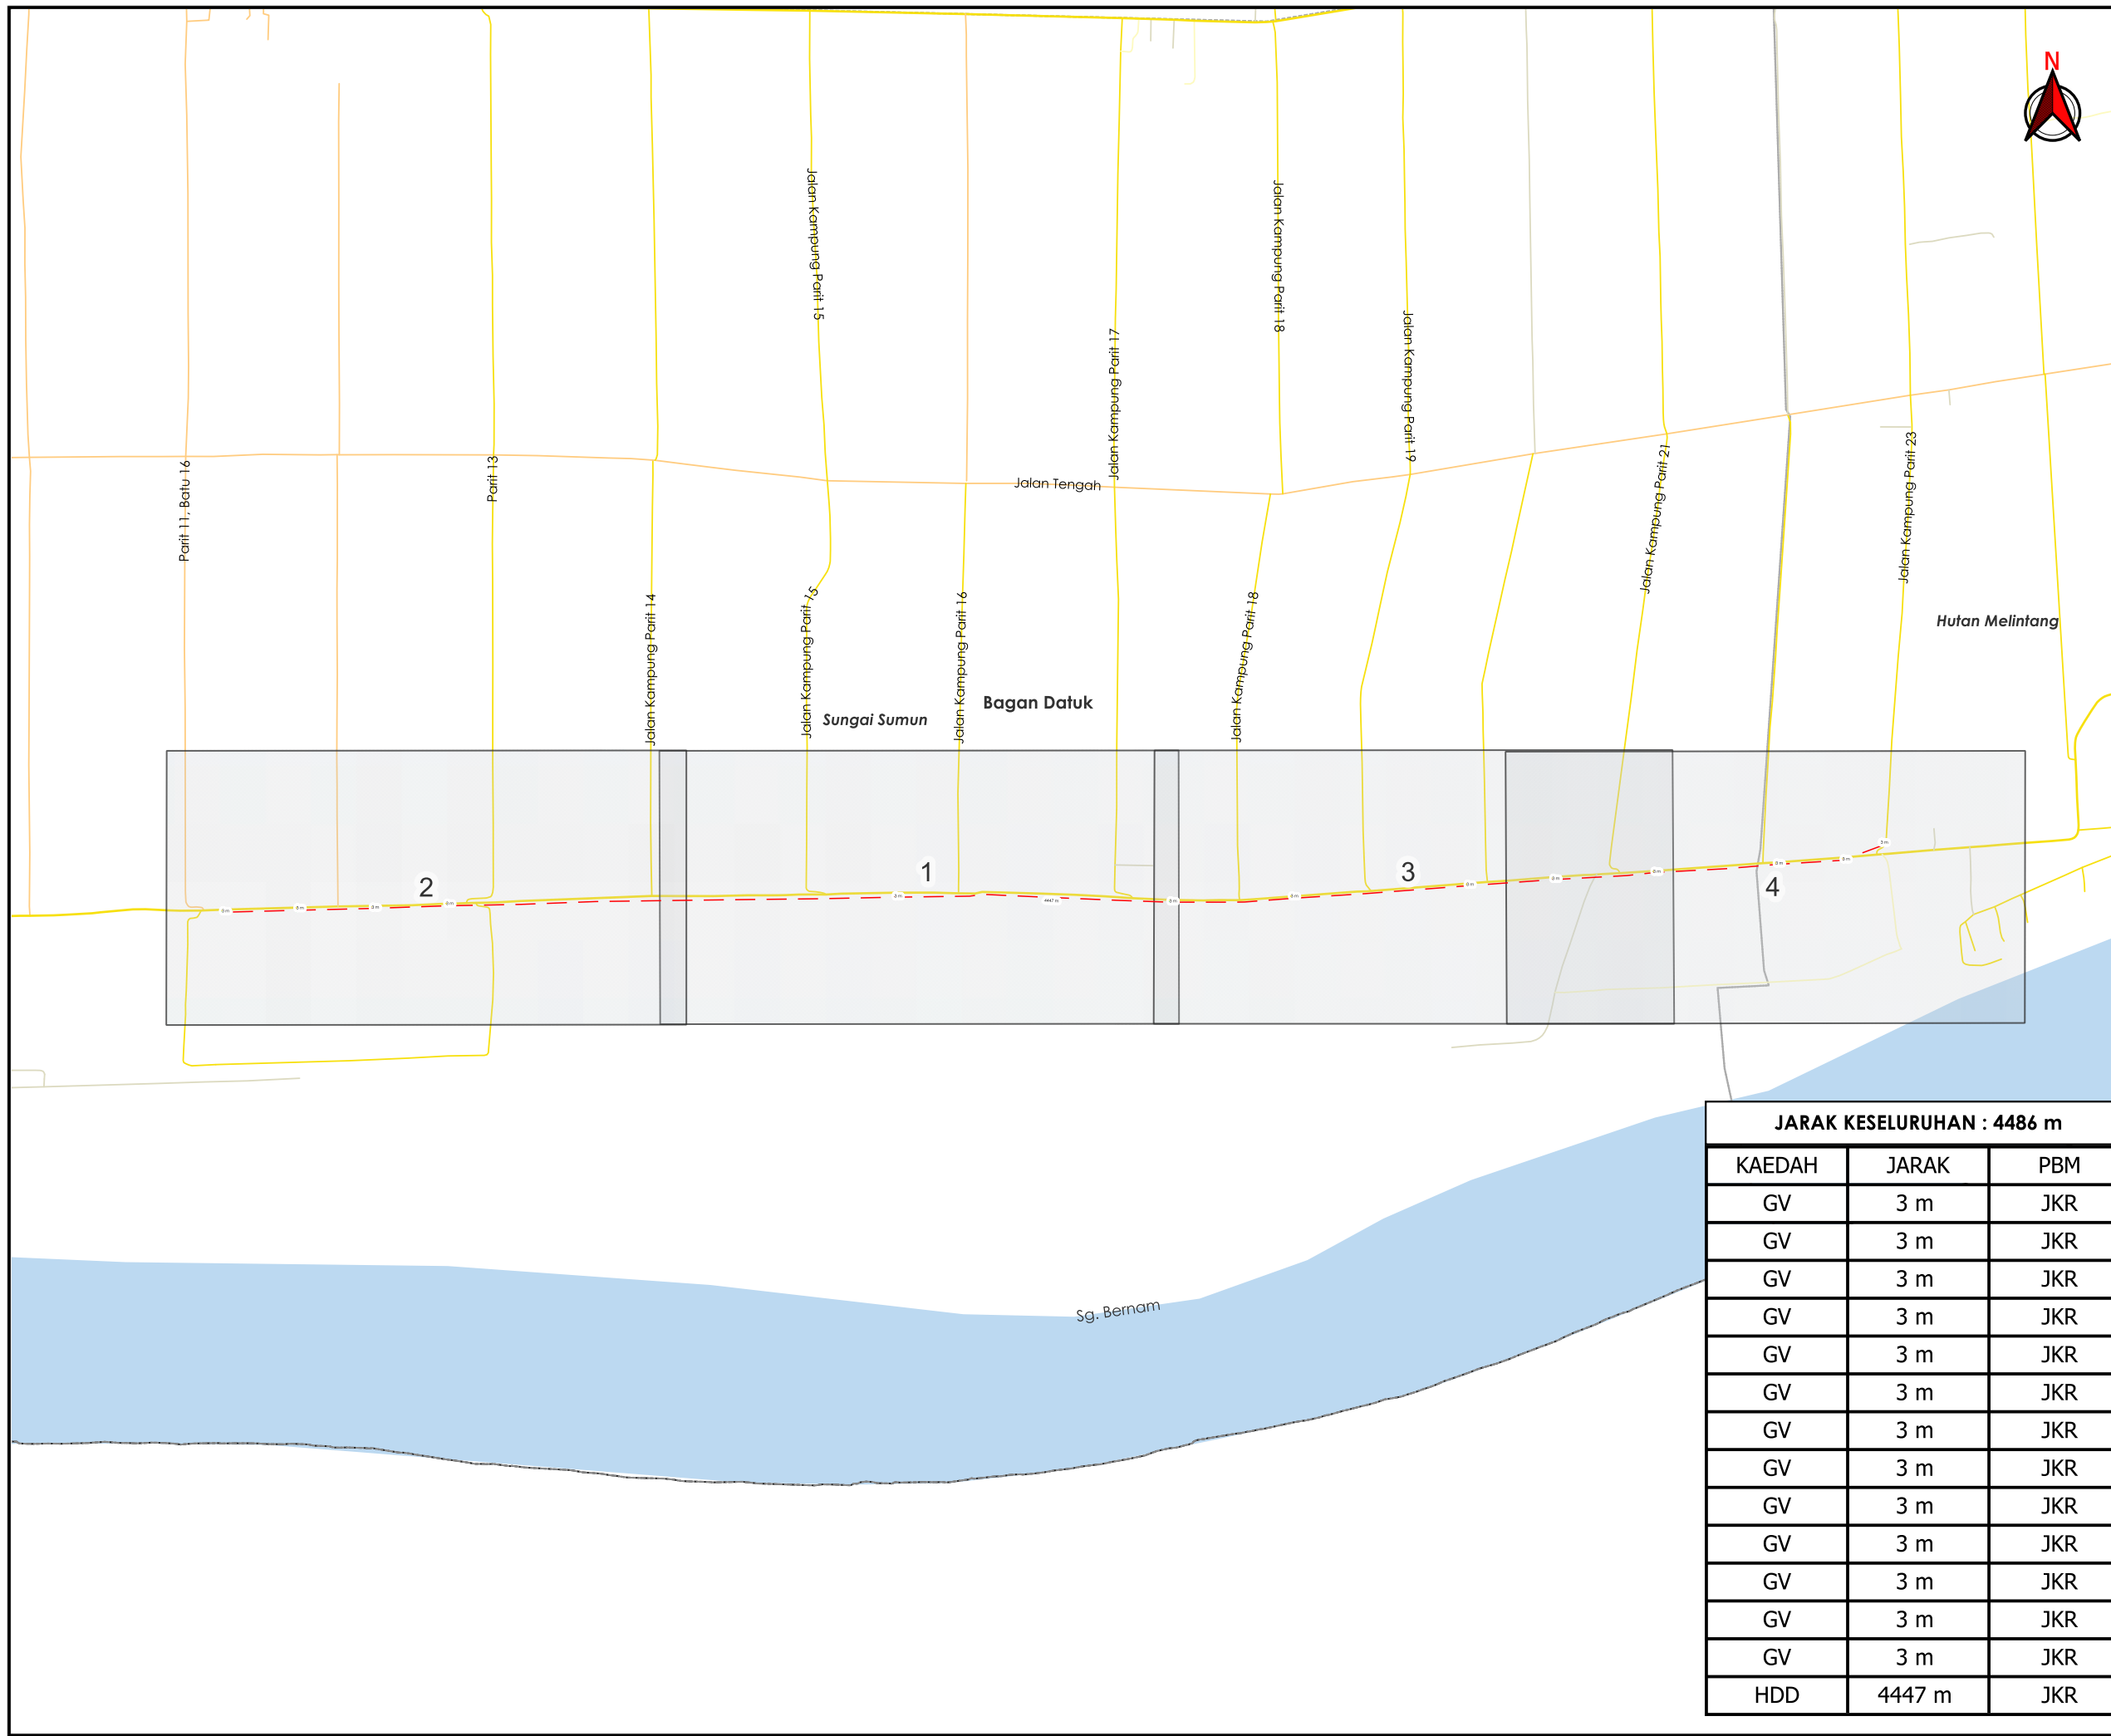 N
Jalan Kampung Parit 15
Jalan Kampung Parit 18
Jalan Kampung Parit 19
Jalan Kampung Parit 17
Parit 11, Batu 16
Parit 13
Jalan Tengah
Jalan Kampung Parit 21
Jalan Kampung Parit 23
Jalan Kampung Parit 14
Jalan Kampung Parit 15
Jalan Kampung Parit 16
Jalan Kampung Parit 18
Hutan Melintang
Bagan Datuk
Sungai Sumun
2
1
3
4
4447 m
Sg. Bernam
JARAK KESELURUHAN : 4486 m
KAEDAH JARAK PBM
GV 3 m JKR
GV 3 m JKR
GV 3 m JKR
GV 3 m JKR
GV 3 m JKR
GV 3 m JKR
GV 3 m JKR
GV 3 m JKR
GV 3 m JKR
GV 3 m JKR
GV 3 m JKR
GV 3 m JKR
GV 3 m JKR
HDD 4447 m JKR